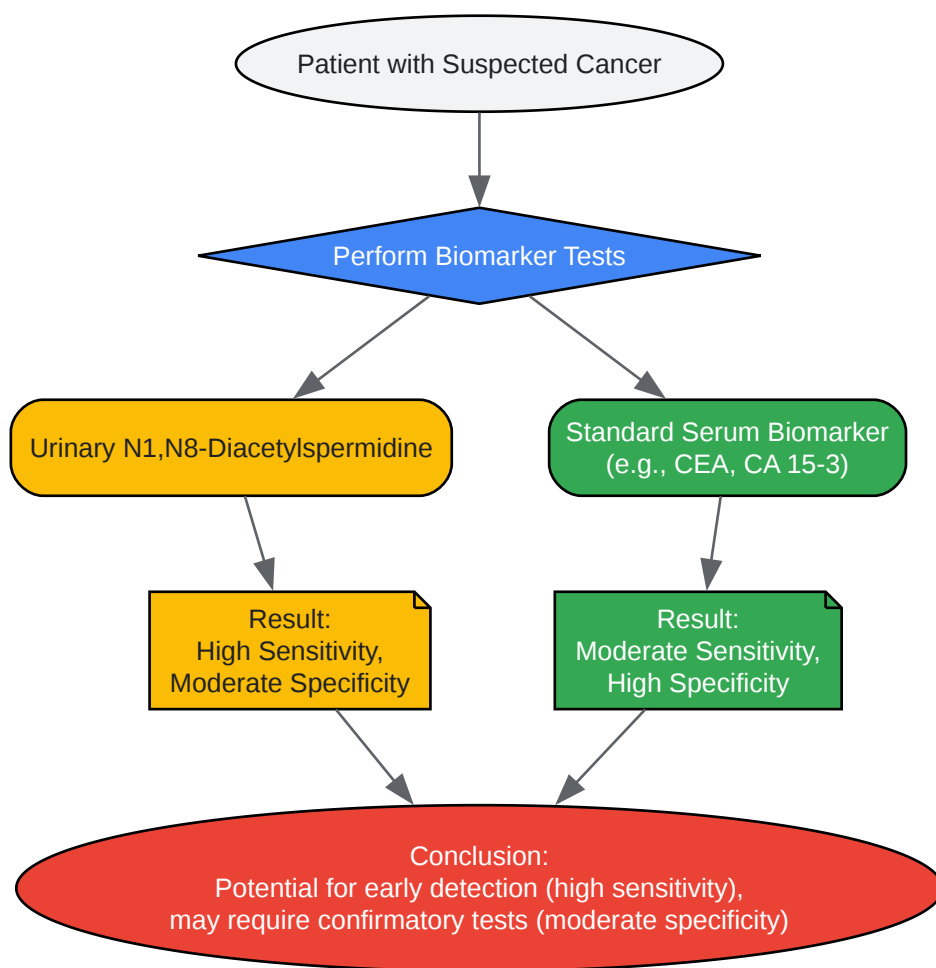 Patient with Suspected Cancer
Perform Biomarker Tests
Urinary N1,N8-Diacetylspermidine
Standard Serum Biomarker
(e.g., CEA, CA 15-3)
Result:
High Sensitivity,
Moderate Specificity
Result:
Moderate Sensitivity,
High Specificity
Conclusion:
Potential for early detection (high sensitivity),
may require confirmatory tests (moderate specificity)